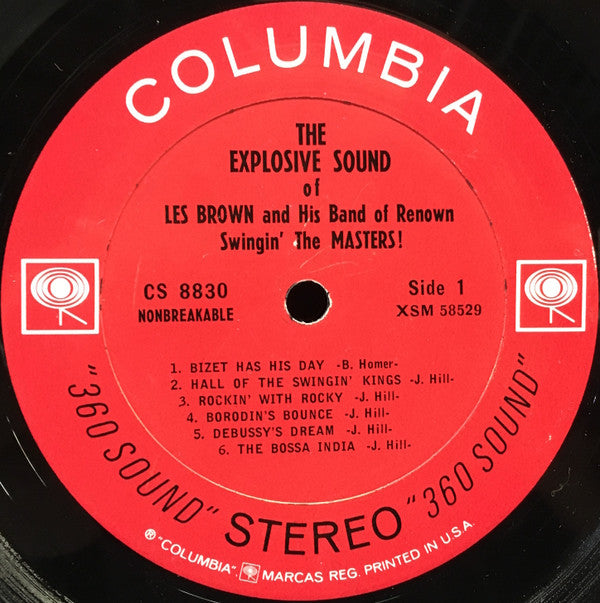 COLUMBIA
THE
EXPLOSIVE SOUND
of
LES BROWN and His Band of Renown
Swingin' The MASTERS!
CS 8830
NONBREAKABLE
Side 1
XSM 58529
1. BIZET HAS HIS DAY -B. Homer-
2. HALL OF THE SWINGIN' KINGS -J. Hill-
3. ROCKIN' WITH ROCKY -J. Hill-
4. BORODIN'S BOUNCE -J. Hill-
5. DEBUSSY'S DREAM -J. Hill-
6. THE BOSSA INDIA -J. Hill-
"360 SOUND" STEREO "360 SOUND"
® "COLUMBIA", MARCAS REG. PRINTED IN U.S.A.